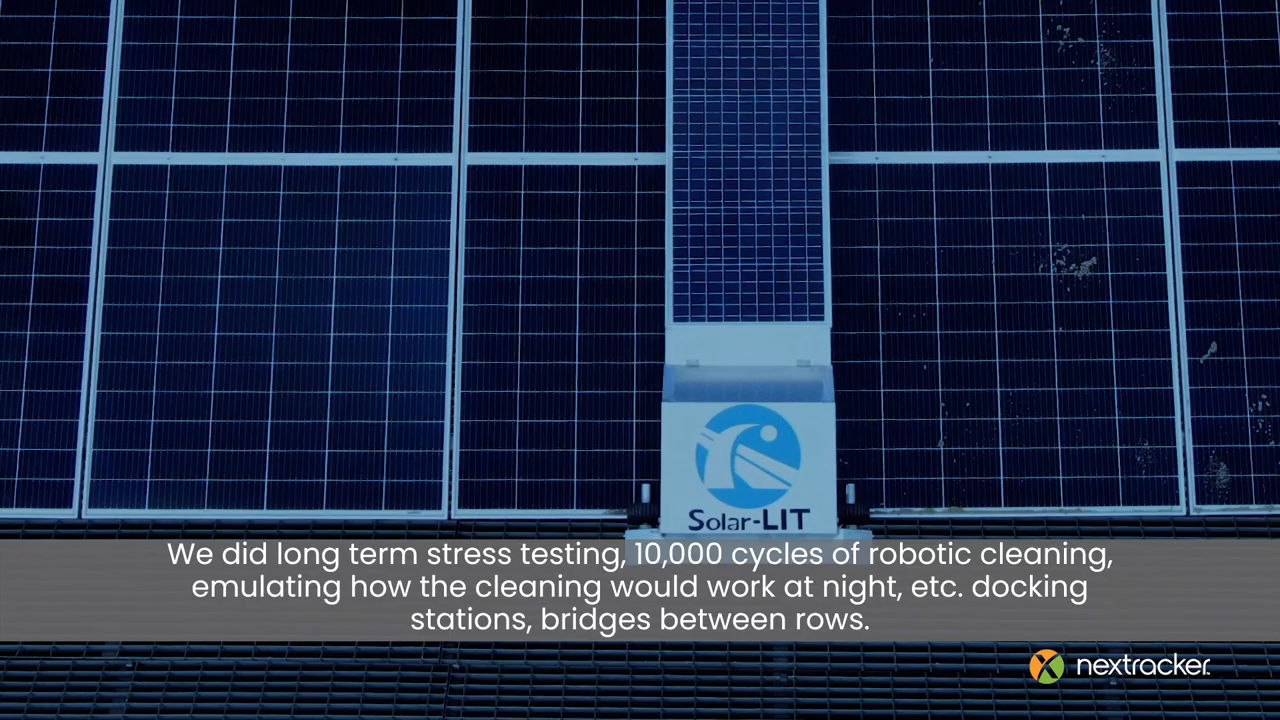 Solar-LIT
We did long term stress testing, 10,000 cycles of robotic cleaning,
emulating how the cleaning would work at night, etc. docking
stations, bridges between rows.
nextracker